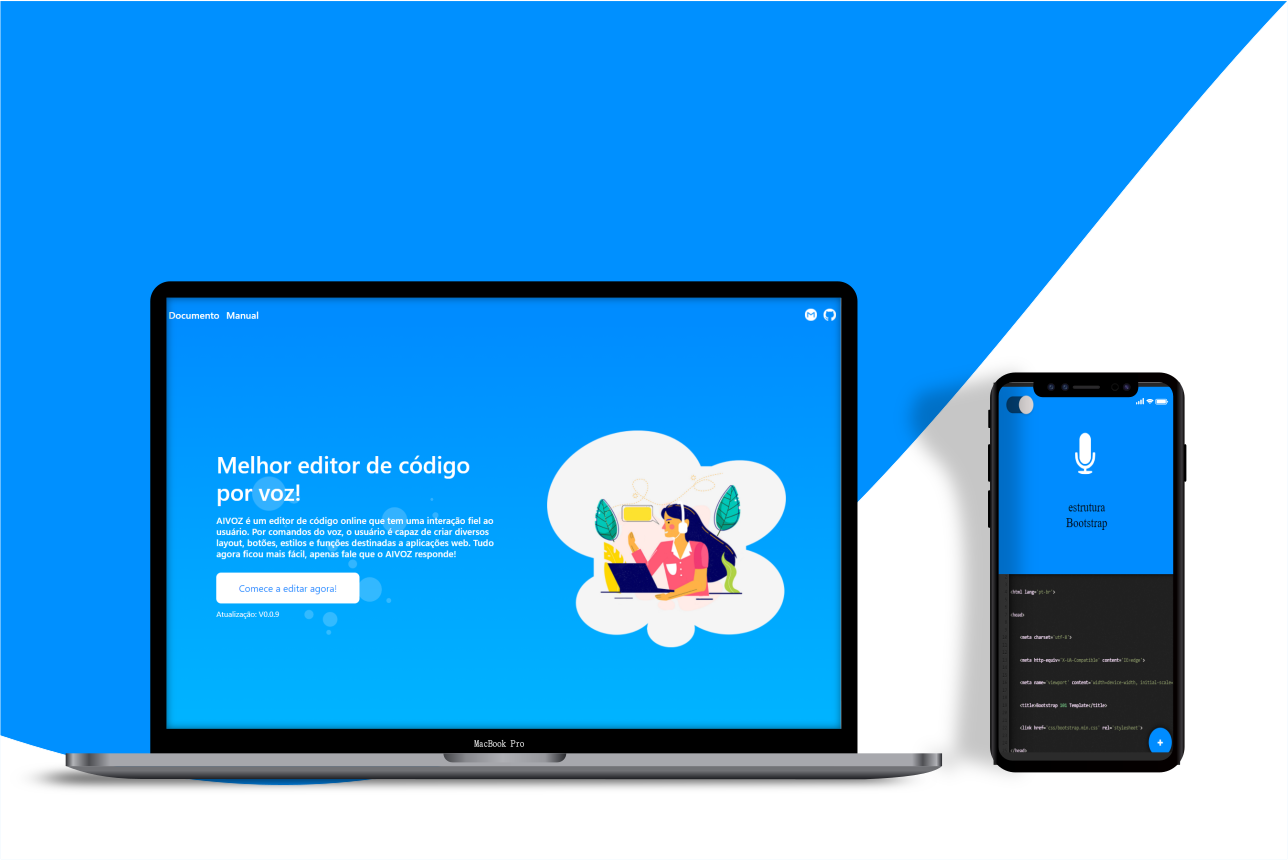 Documento Manual
Melhor editor de código
por voz!
AIVOZ é um editor de código online que tem uma interação fiel ao
usuário. Por comandos do voz, o usuário é capaz de criar diversos
layout, botões, estilos e funções destinadas a aplicações web. Tudo
agora ficou mais fácil, apenas fale que o AIVOZ responde!
Comece a editar agora!
Atualização: V0.0.9
MacBook Pro
estrutura
Bootstrap
<html lang='pt-br'>
<head>
<meta charset='utf-8'>
<meta http-equiv='X-UA-Compatible' content='IE=edge'>
<meta name='viewport' content='width=device-width, initial-scale=
<title>Bootstrap 101 Template</title>
<link href='css/bootstrap.min.css' rel='stylesheet'>
</head>
+